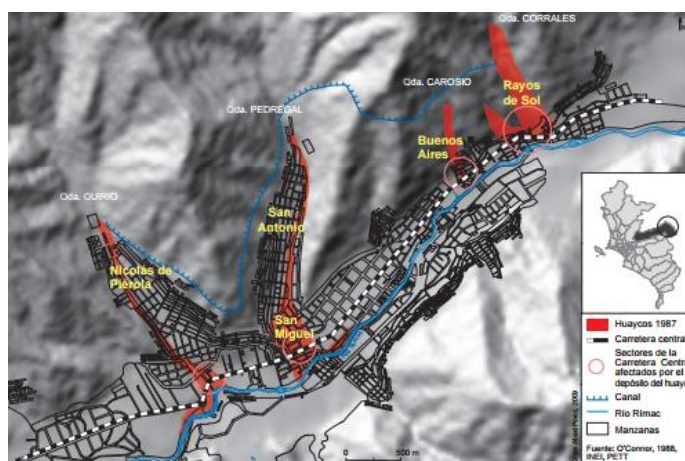 Qda. CORRALES
Qda. CAROSIO
Rayos
de Sol
Qda. PEDREGAL
Buenos
Aires
Qda. QUIRIO
San
Antonio
Nicolás de
Piérola
San
Miguel
Huaycos 1987
Carretera central
Sectores de la
Carretera Central
afectados por el
depósito del huay
Canal
Río Rimac
Manzanas
Fuente: O'Connor, 1988,
INEI, PETT
0 500 m